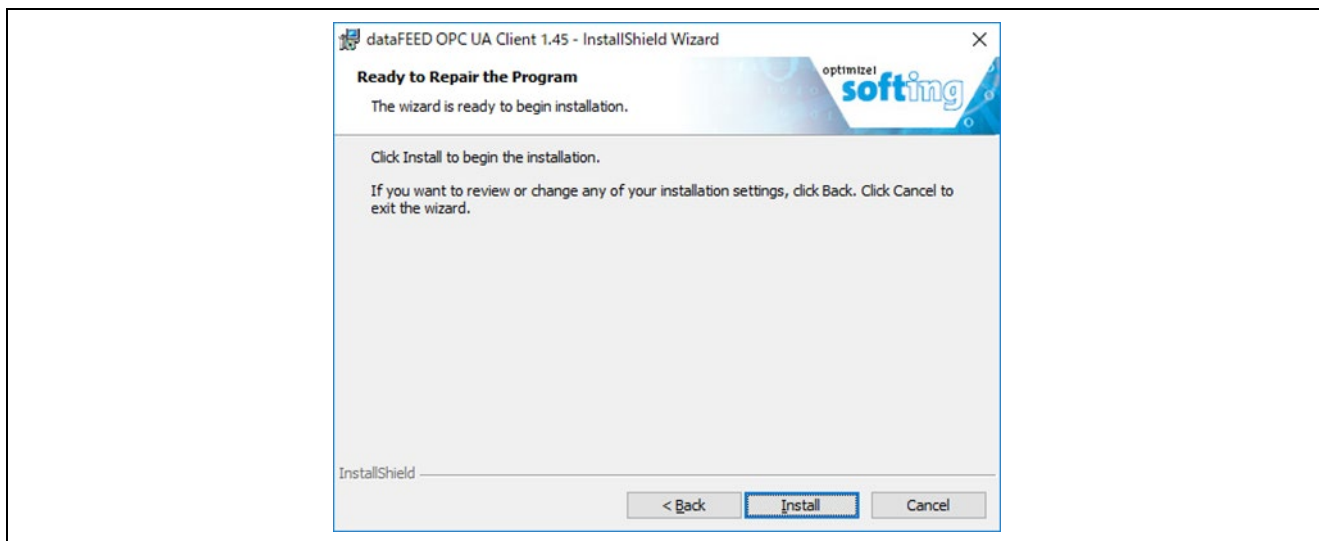 dataFEED OPC UA Client 1.45 - InstallShield Wizard
Ready to Repair the Program
The wizard is ready to begin installation.
optimize!
softing
Click Install to begin the installation.
If you want to review or change any of your installation settings, click Back. Click Cancel to
exit the wizard.
InstallShield
< Back
Install
Cancel